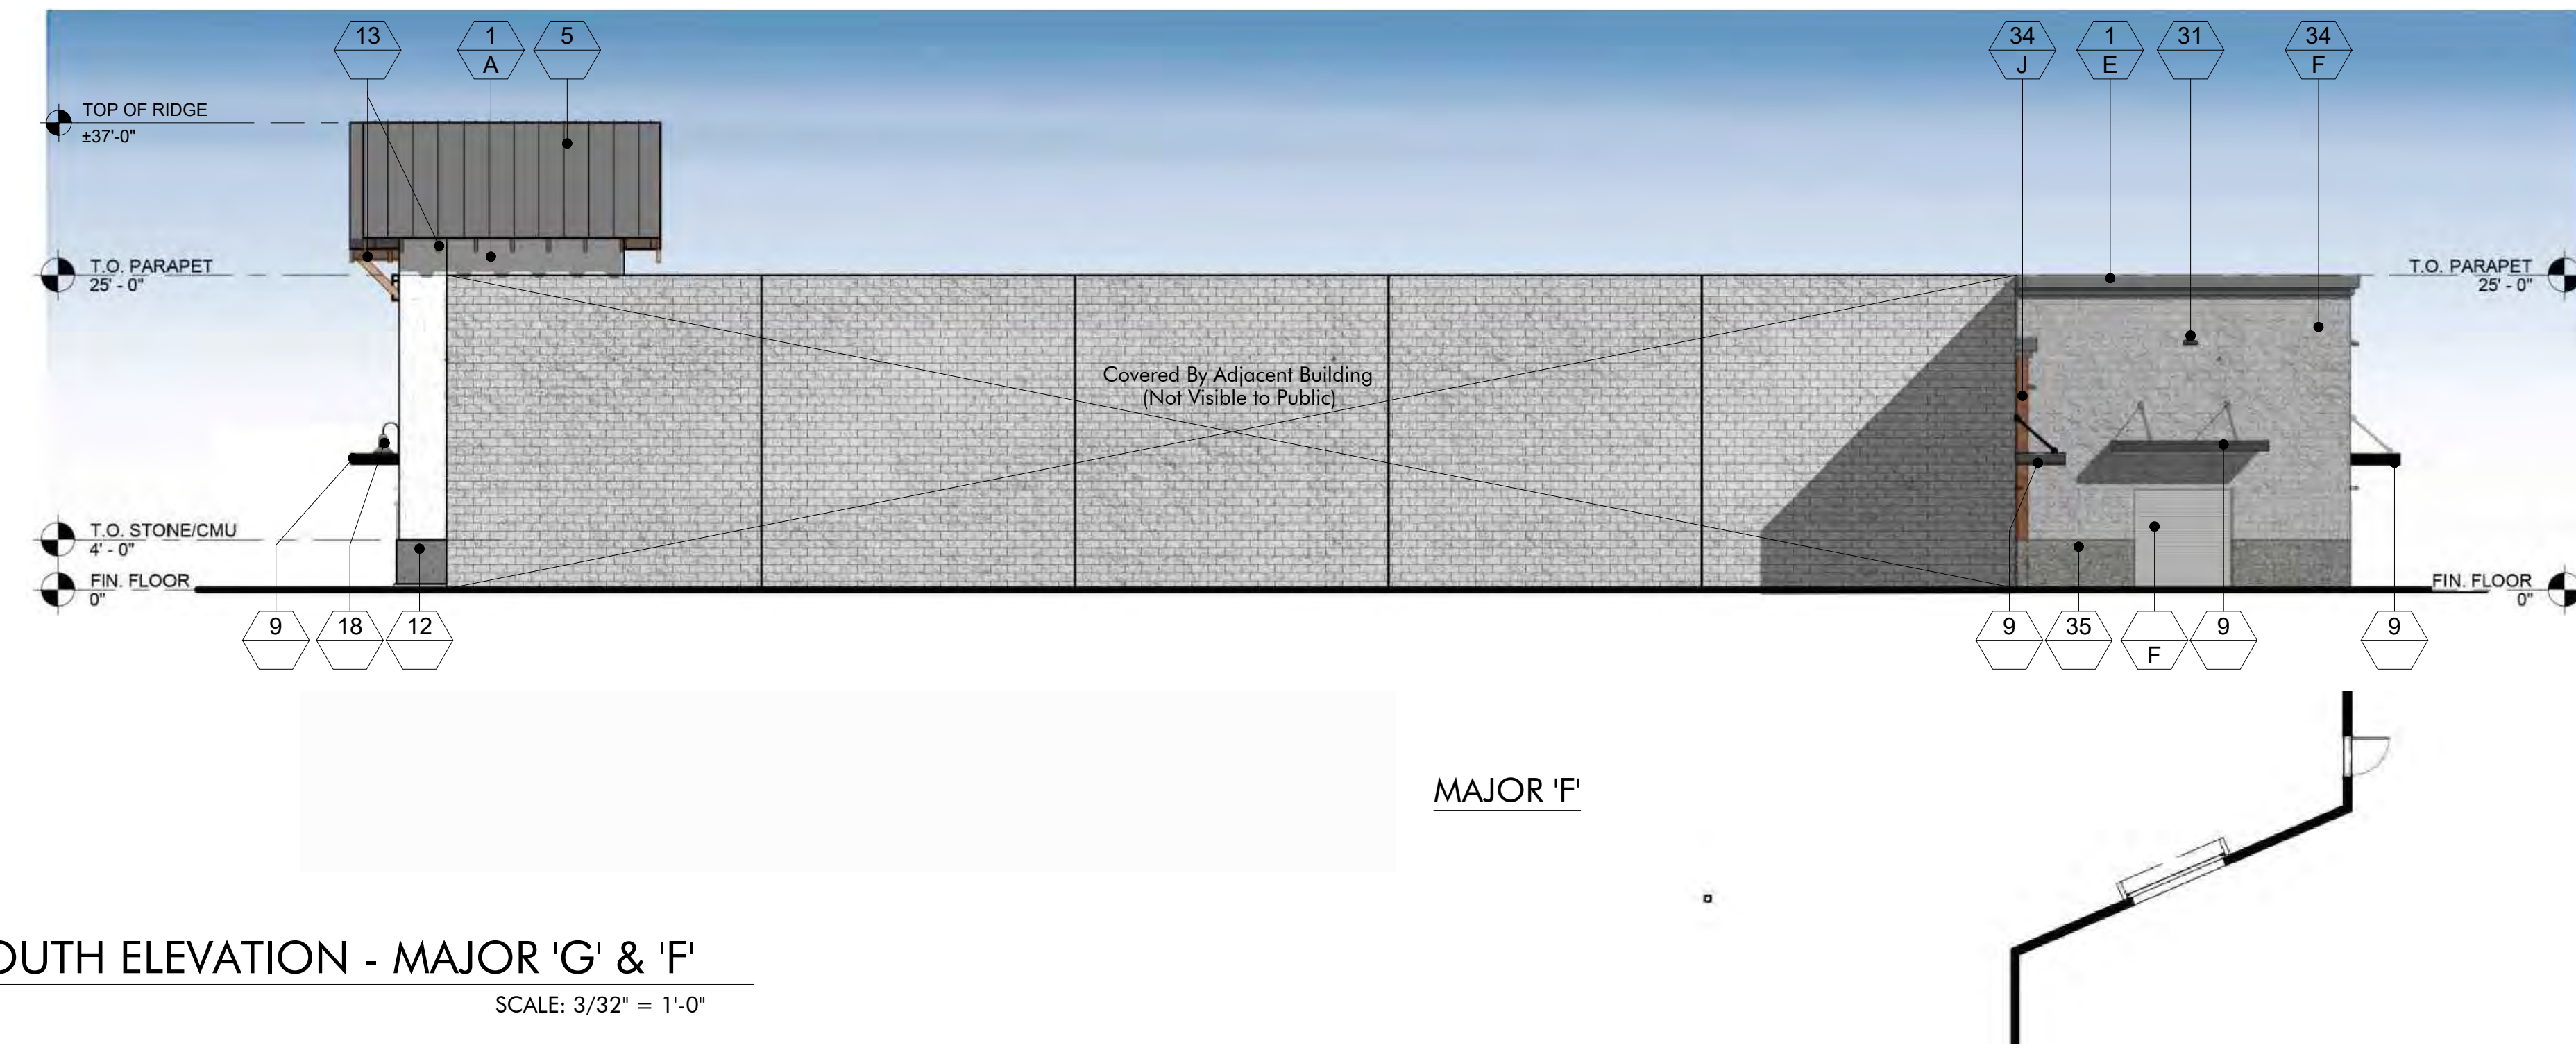 13
1
A
5
34
J
1
E
31
34
F
TOP OF RIDGE
±37'-0"
T.O. PARAPET
25' - 0"
T.O. PARAPET
25' - 0"
Covered By Adjacent Building
(Not Visible to Public)
T.O. STONE/CMU
4' - 0"
FIN. FLOOR
0"
FIN. FLOOR
0"
9
18
12
9
35
F
9
9
MAJOR 'F'
OUTH ELEVATION - MAJOR 'G' & 'F'
SCALE: 3/32" = 1'-0"